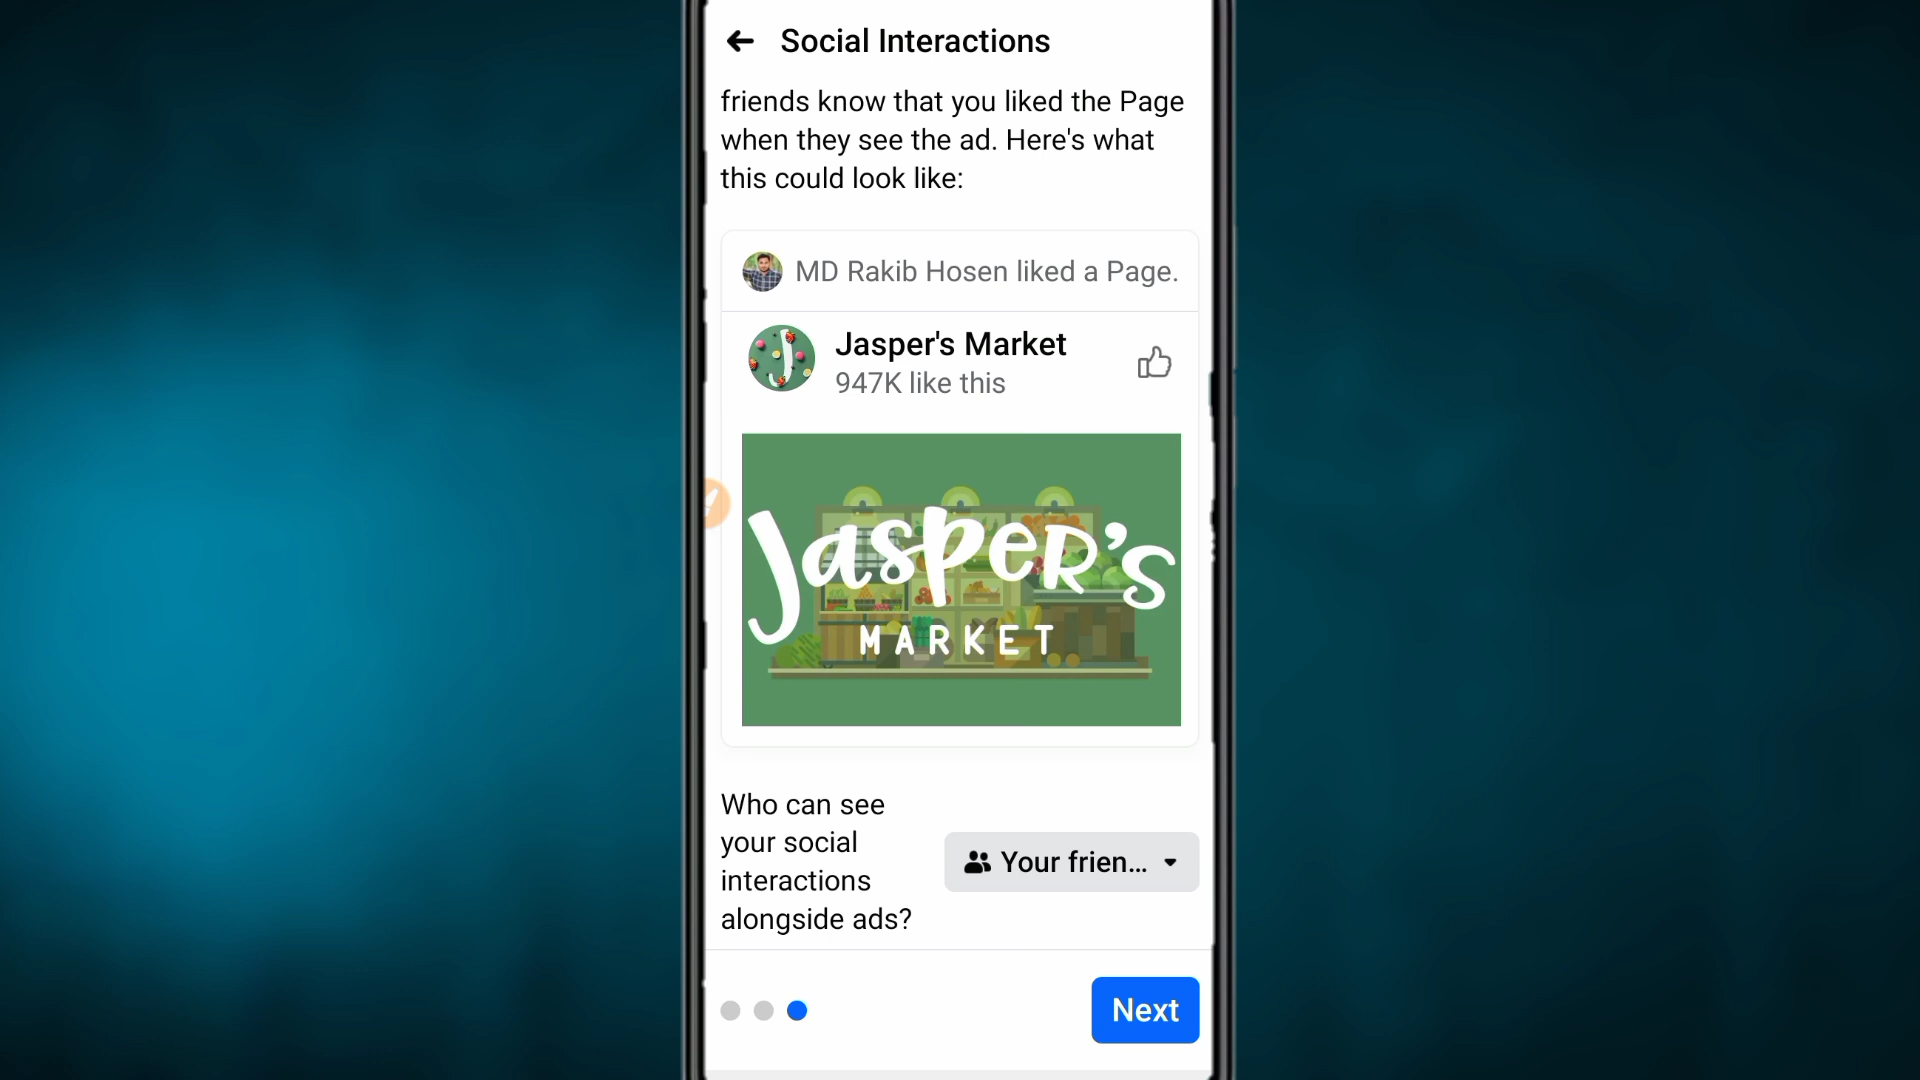 Social Interactions
friends know that you liked the Page
when they see the ad. Here's what
this could look like:
MD Rakib Hosen liked a Page.
Jasper's Market
947K like this
Jasper's
MARKET
Who can see
your social
interactions
alongside ads?
Your frien...
Next